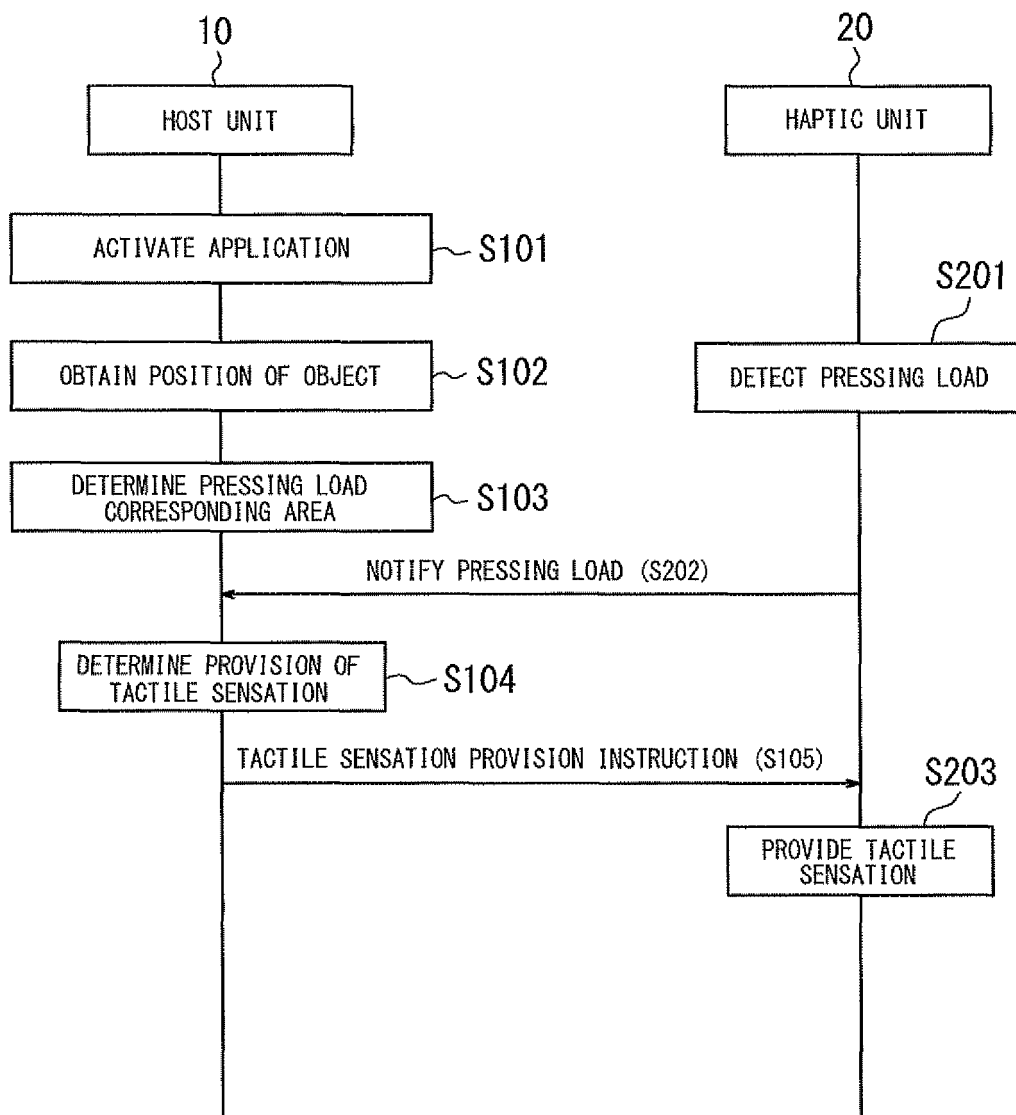 10
20
HOST UNIT
HAPTIC UNIT
ACTIVATE APPLICATION
S101
S201
OBTAIN POSITION OF OBJECT
S102
DETECT PRESSING LOAD
DETERMINE PRESSING LOAD
CORRESPONDING AREA
S103
NOTIFY PRESSING LOAD (S202)
DETERMINE PROVISION OF
TACTILE SENSATION
S104
TACTILE SENSATION PROVISION INSTRUCTION (S105)
S203
PROVIDE TACTILE
SENSATION